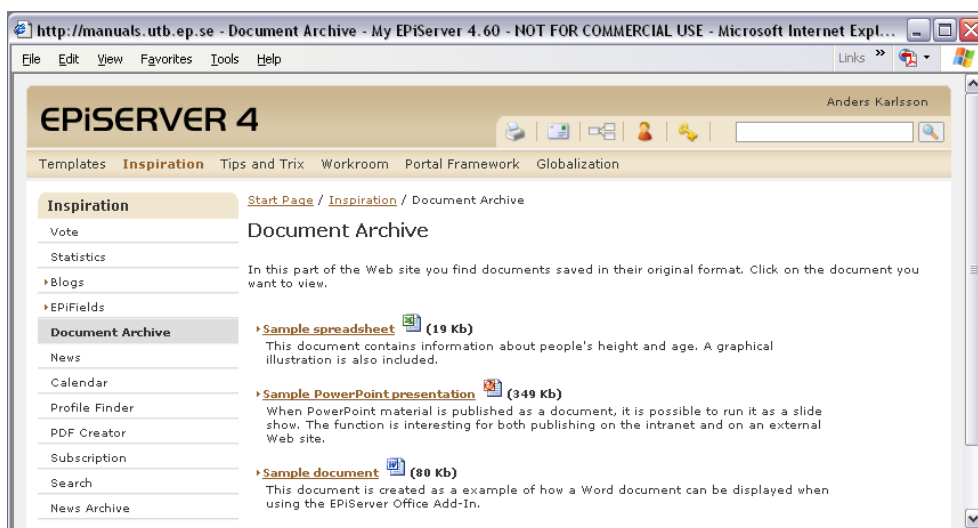 http://manuals.utb.ep.se - Document Archive - My EPiServer 4.60 - NOT FOR COMMERCIAL USE - Microsoft Internet Expl...
File Edit View Favorites Tools Help Links »
Anders Karlsson
EPiSERVER 4
Templates Inspiration Tips and Trix Workroom Portal Framework Globalization
Inspiration
Vote
Statistics
Blogs
EPiFields
Document Archive
News
Calendar
Profile Finder
PDF Creator
Subscription
Search
News Archive
Start Page / Inspiration / Document Archive
Document Archive
In this part of the Web site you find documents saved in their original format. Click on the document you
want to view.
Sample spreadsheet (19 Kb)
This document contains information about people's height and age. A graphical
illustration is also included.
Sample PowerPoint presentation (349 Kb)
When PowerPoint material is published as a document, it is possible to run it as a slide
show. The function is interesting for both publishing on the intranet and on an external
Web site.
Sample document (80 Kb)
This document is created as a example of how a Word document can be displayed when
using the EPiServer Office Add-In.